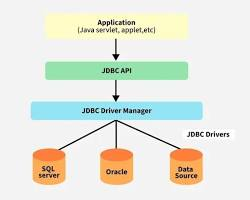 Application
(Java servlet, applet,etc)
JDBC API
JDBC Driver Manager
JDBC Drivers
SQL
server
Oracle
Data
Source